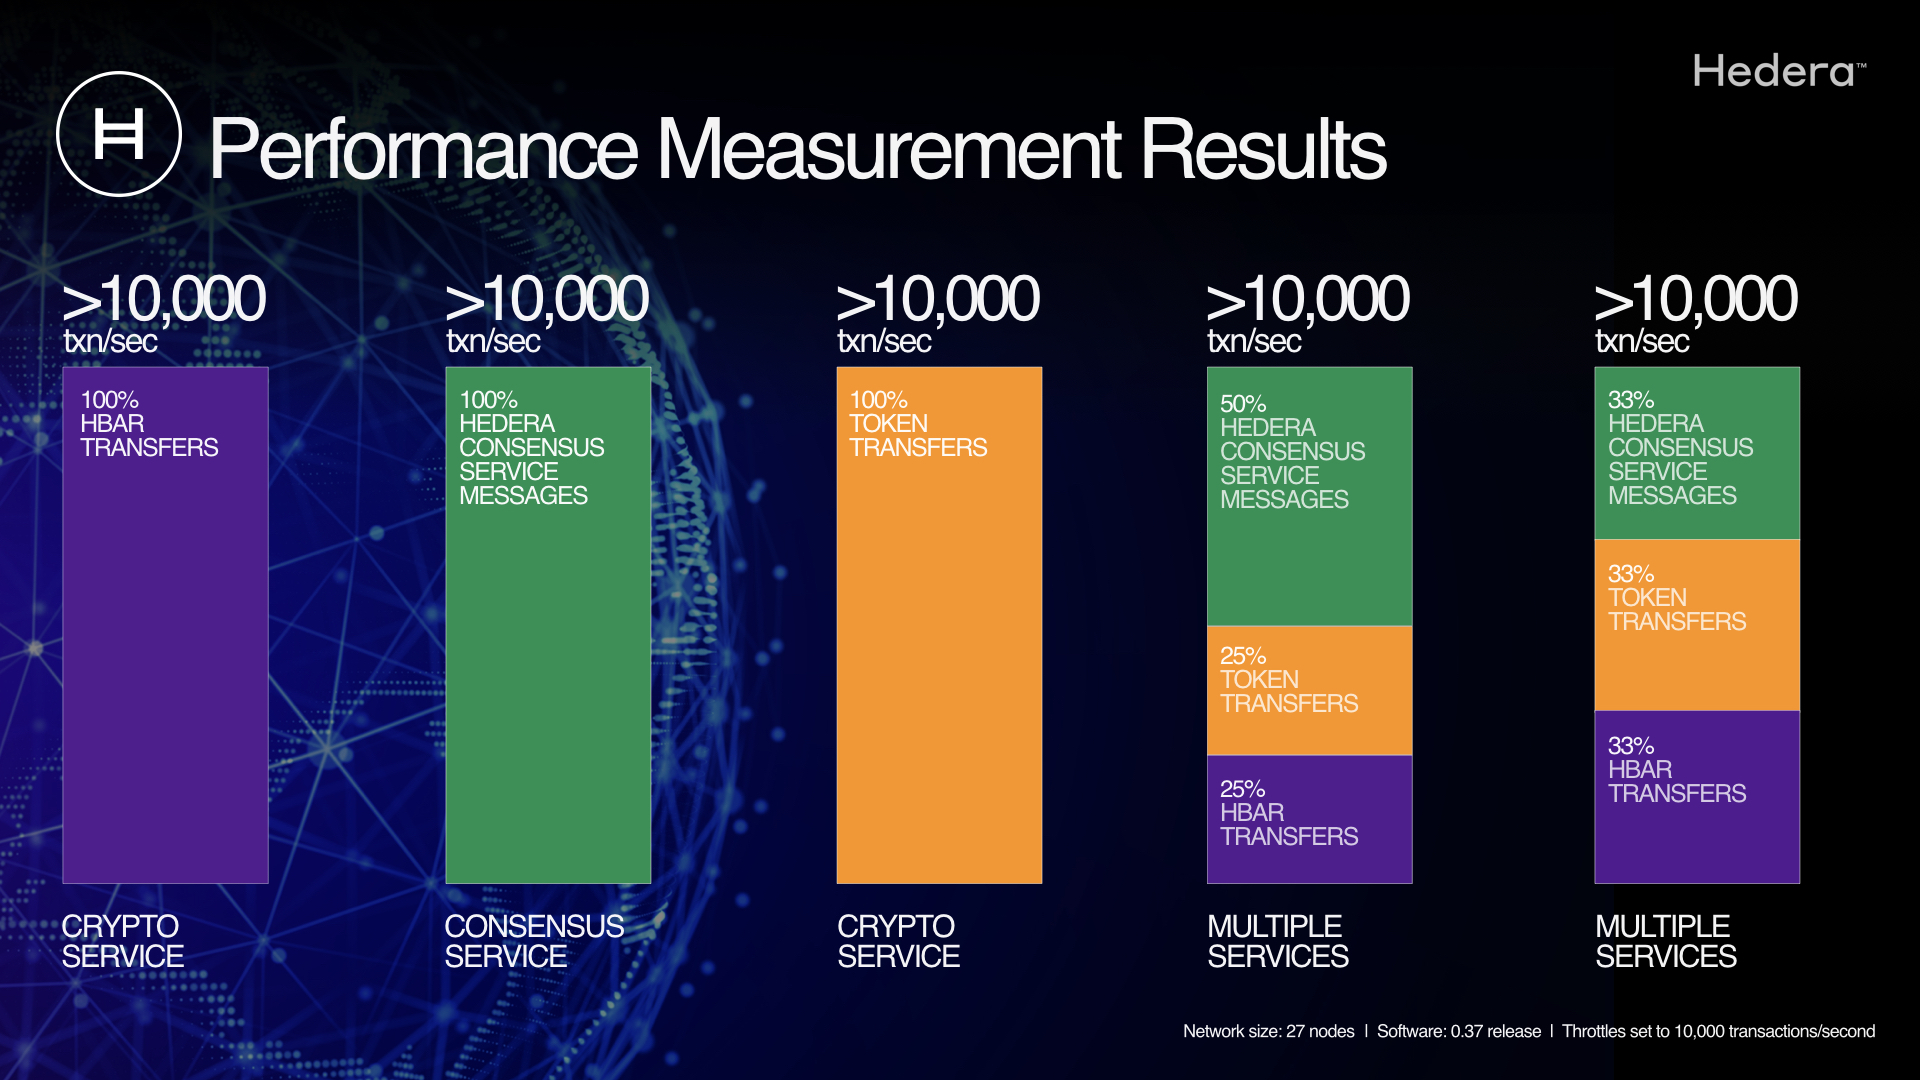 Hedera™
H Performance Measurement Results
>10,000
txn/sec
100%
HBAR
TRANSFERS
CRYPTO
SERVICE
>10,000
txn/sec
100%
HEDERA
CONSENSUS
SERVICE
MESSAGES
CONSENSUS
SERVICE
>10,000
txn/sec
100%
TOKEN
TRANSFERS
CRYPTO
SERVICE
>10,000
txn/sec
50%
HEDERA
CONSENSUS
SERVICE
MESSAGES
25%
TOKEN
TRANSFERS
25%
HBAR
TRANSFERS
MULTIPLE
SERVICES
>10,000
txn/sec
33%
HEDERA
CONSENSUS
SERVICE
MESSAGES
33%
TOKEN
TRANSFERS
33%
HBAR
TRANSFERS
MULTIPLE
SERVICES
Network size: 27 nodes | Software: 0.37 release | Throttles set to 10,000 transactions/second